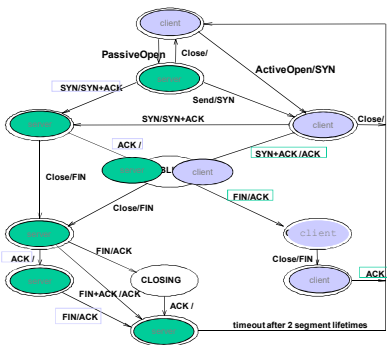 client
PassiveOpen
Close/
server
ActiveOpen/SYN
SYN/SYN+ACK
Send/SYN
SYN/SYN+ACK
Close/
client
ACK /
SYN+ACK/ACK
client
Close/FIN
FIN/ACK
Close/FIN
client
FIN/ACK
Close/FIN
ACK /
CLOSING
client
ACK
FIN+ACK /ACK
FIN/ACK
ACK /
timeout after 2 segment lifetimes